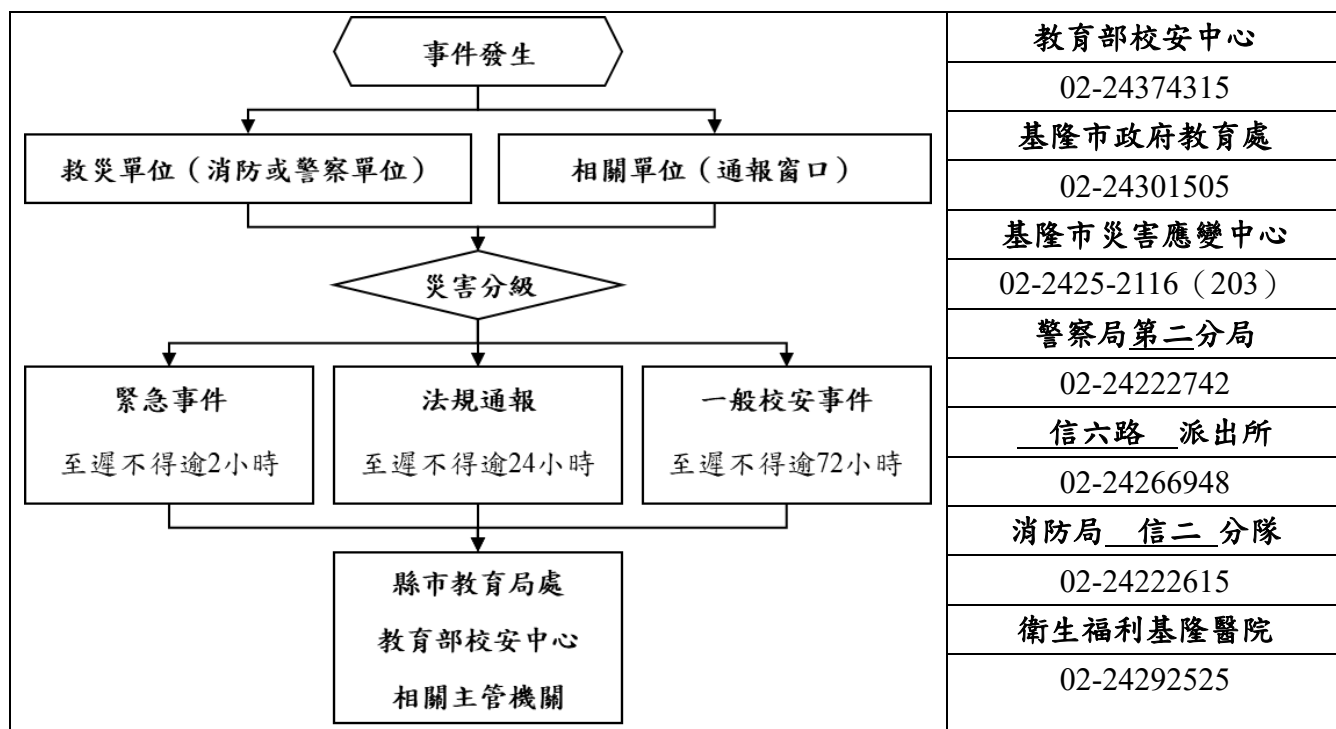 事件發生
救災單位（消防或警察單位）
相關單位（通報窗口）
災害分級
緊急事件
至遲不得逾2小時
法規通報
至遲不得逾24小時
一般校安事件
至遲不得逾72小時
縣市教育局處
教育部校安中心
相關主管機關
教育部校安中心
02-24374315
基隆市政府教育處
02-24301505
基隆市災害應變中心
02-2425-2116（203）
警察局第二分局
02-24222742
信六路 派出所
02-24266948
消防局 信二 分隊
02-24222615
衛生福利基隆醫院
02-24292525